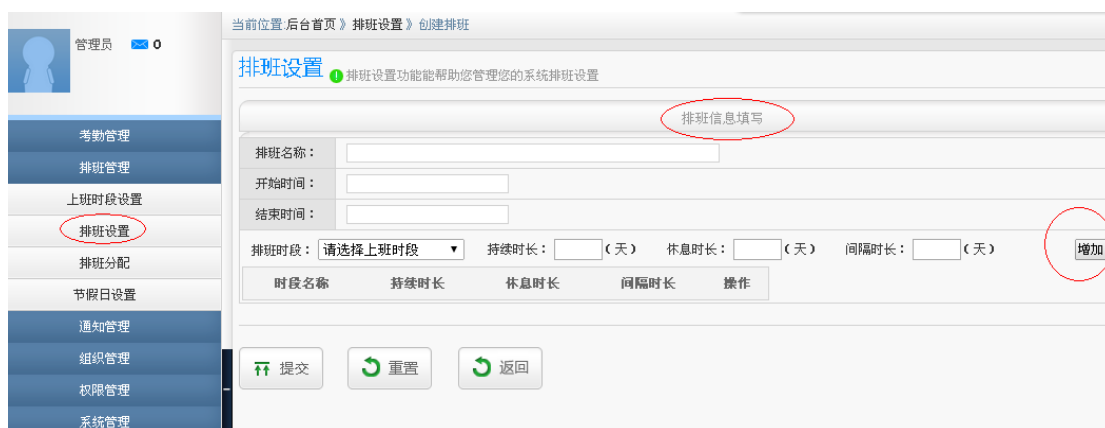 当前位置:后台首页 》 排班设置 》 创建排班
管理员 0
排班设置 排班设置功能能帮助您管理您的系统排班设置
排班信息填写
考勤管理
排班管理
上班时段设置
排班设置
排班分配
节假日设置
通知管理
组织管理
权限管理
系统管理
排班名称：
开始时间：
结束时间：
排班时段： 请选择上班时段 持续时长： (天) 休息时长： (天) 间隔时长： (天) 增加
时段名称 持续时长 休息时长 间隔时长 操作
提交 重置 返回